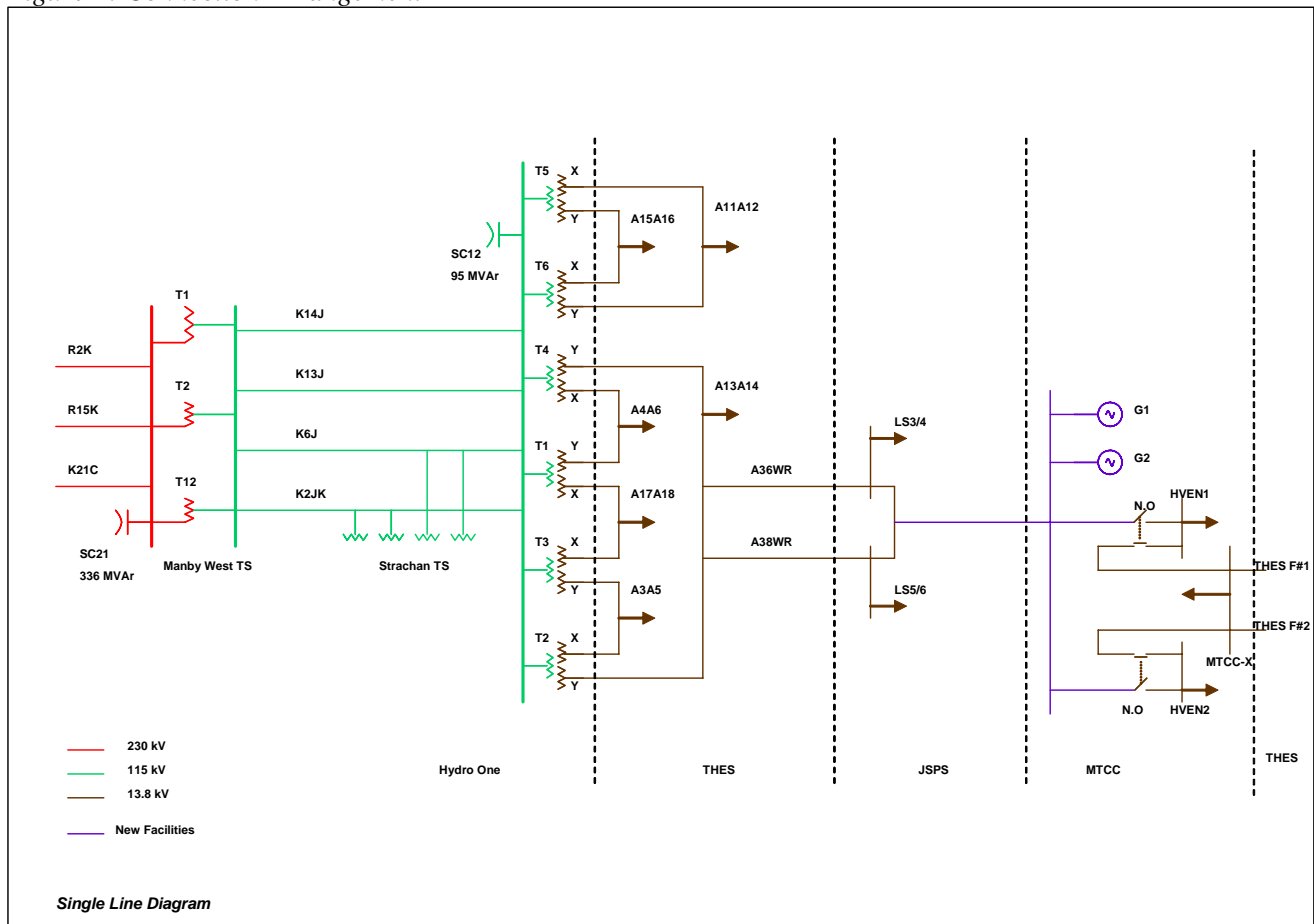 T5
X
Y
A15A16
A11A12
SC12
95 MVAr
T6
X
Y
T1
K14J
R2K
T4
Y
X
K13J
A13A14
T2
A4A6
G1
R15K
K6J
LS3/4
T1
Y
X
G2
K21C
T12
K2JK
A36WR
A17A18
HVEN1
N.O
SC21
336 MVAr
Manby West TS
Strachan TS
T3
X
Y
A38WR
THES F#1
A3A5
LS5/6
THES F#2
T2
X
Y
MTCC-X
N.O
HVEN2
230 kV
115 kV
13.8 kV
New Facilities
Hydro One
THES
JSPS
MTCC
THES
Single Line Diagram